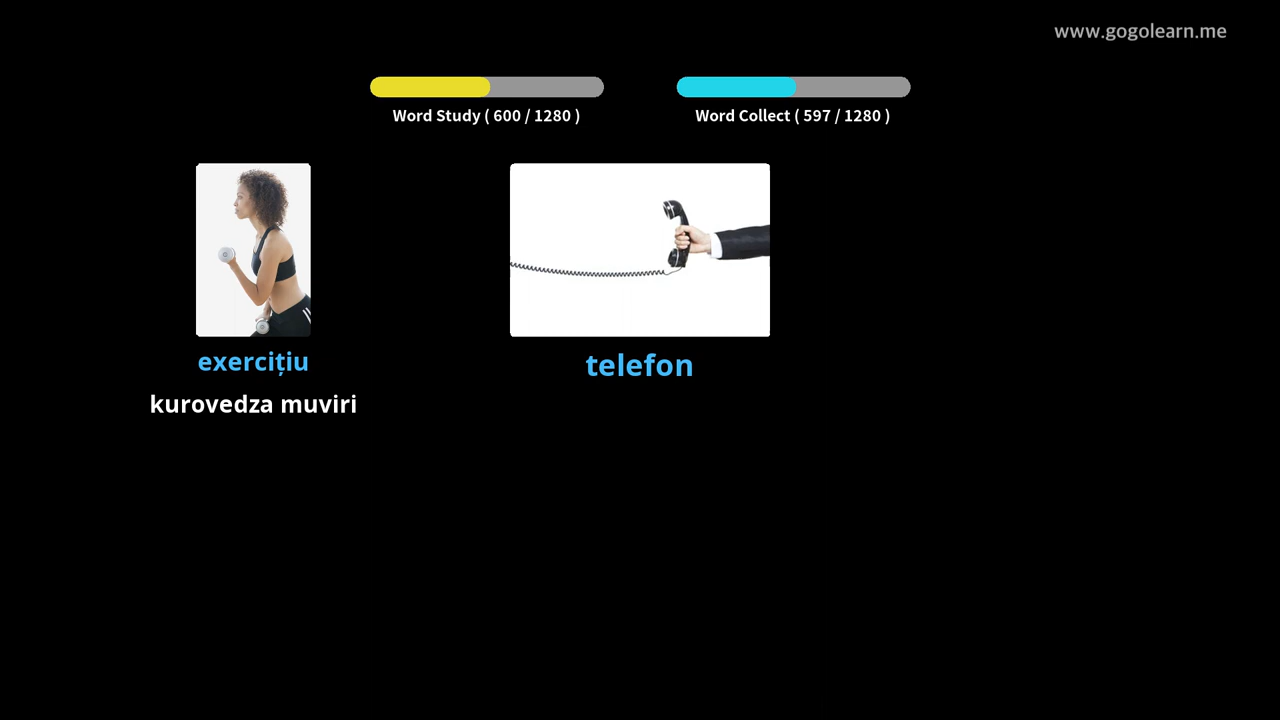 www.gogolearn.me
Word Study ( 600 / 1280 )
Word Collect ( 597 / 1280 )
exercițiu
telefon
kurovedza muviri